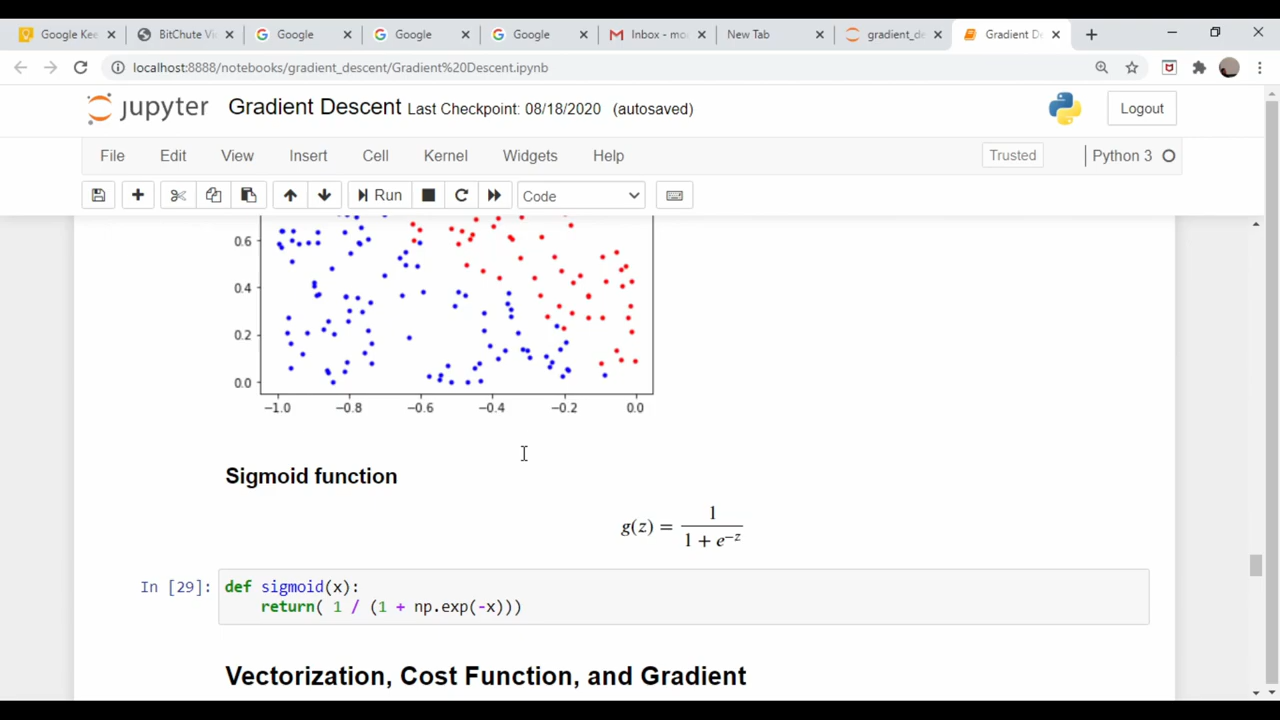 Google Kee
BitChute Vi
Google
Google
Google
Inbox - mo
New Tab
gradient_de
Gradient D
localhost:8888/notebooks/gradient_descent/Gradient%20Descent.ipynb
jupyter
Gradient Descent Last Checkpoint: 08/18/2020 (autosaved)
Logout
File Edit View Insert Cell Kernel Widgets Help
Trusted
Python 3
Run
Code
0.6
0.4
0.2
0.0
−1.0 −0.8 −0.6 −0.4 −0.2 0.0
Sigmoid function
g(z) = 1 / (1 + e^{−z})
In [29]: def sigmoid(x):
return( 1 / (1 + np.exp(-x)))
Vectorization, Cost Function, and Gradient